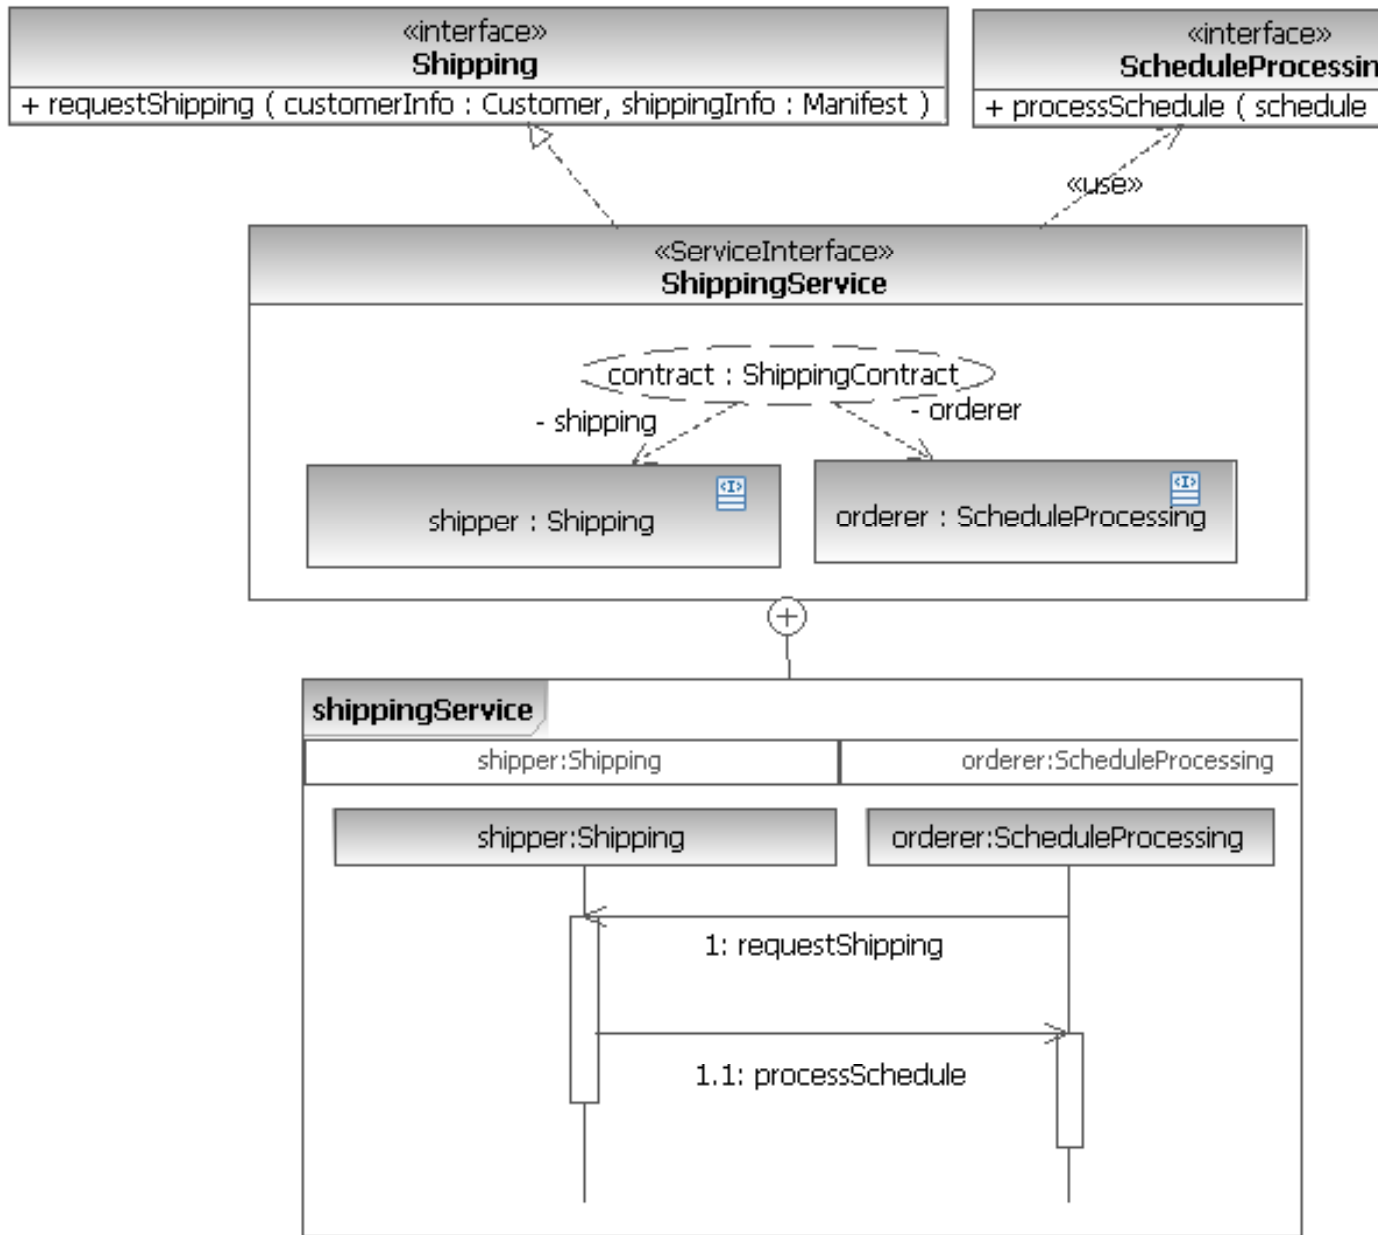 «interface»
Shipping
+ requestShipping ( customerInfo : Customer, shippingInfo : Manifest )
«interface»
ScheduleProcessin
+ processSchedule ( schedule
«use»
«ServiceInterface»
ShippingService
contract : ShippingContract
- shipping
- orderer
shipper : Shipping
orderer : ScheduleProcessing
shippingService
shipper:Shipping
orderer:ScheduleProcessing
shipper:Shipping
orderer:ScheduleProcessing
1: requestShipping
1.1: processSchedule